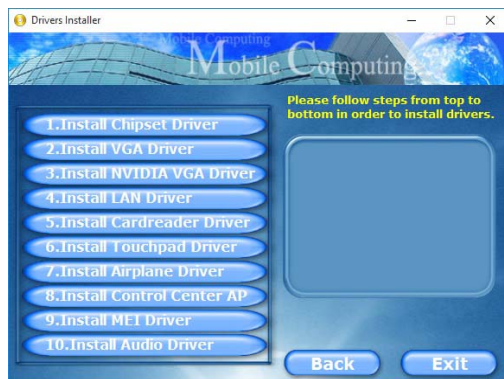 Drivers Installer
Mobile Computing
Mobile Computing
Please follow steps from top to
bottom in order to install drivers.
1.Install Chipset Driver
2.Install VGA Driver
3.Install NVIDIA VGA Driver
4.Install LAN Driver
5.Install Cardreader Driver
6.Install Touchpad Driver
7.Install Airplane Driver
8.Install Control Center AP
9.Install MEI Driver
10.Install Audio Driver
Back
Exit